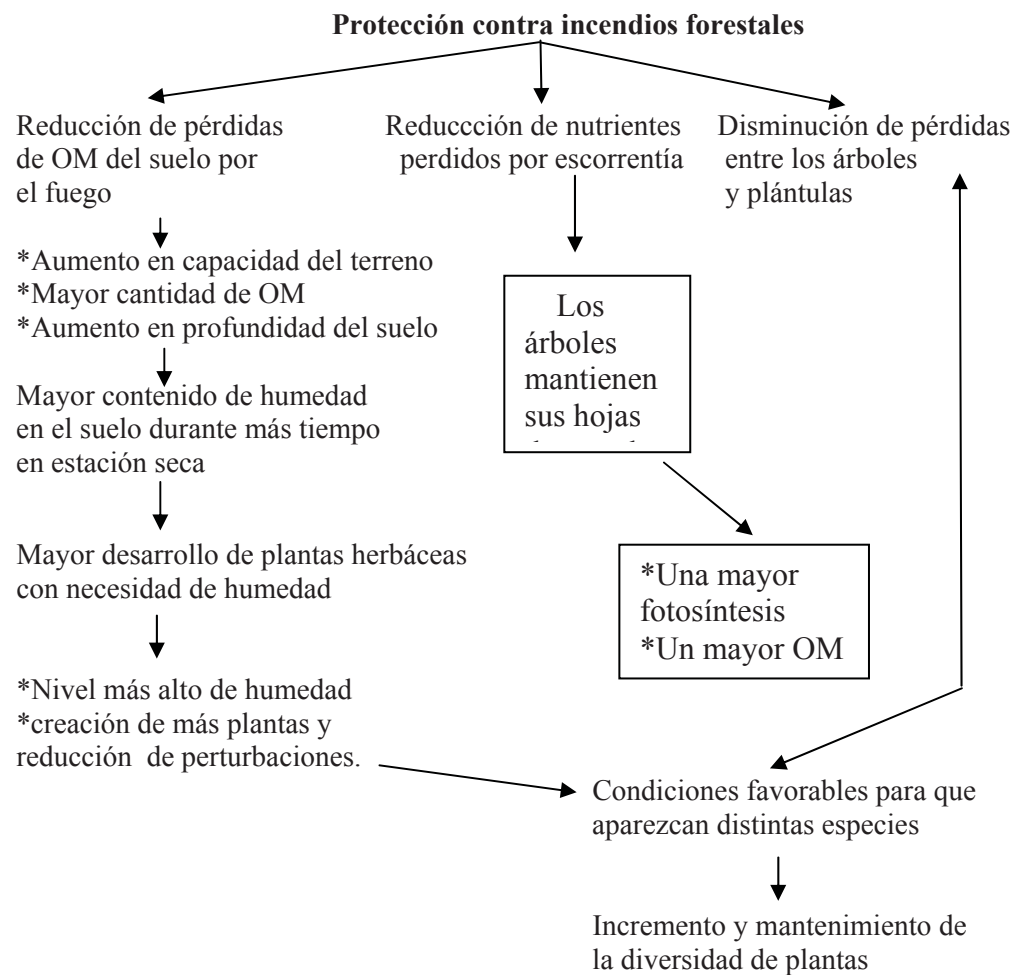 Protección contra incendios forestales
Reducción de pérdidas
de OM del suelo por
el fuego
Reduccción de nutrientes
perdidos por escorrentía
Disminución de pérdidas
entre los árboles
y plántulas
*Aumento en capacidad del terreno
*Mayor cantidad de OM
*Aumento en profundidad del suelo
Los
árboles
mantienen
sus hojas
Mayor contenido de humedad
en el suelo durante más tiempo
en estación seca
Mayor desarrollo de plantas herbáceas
con necesidad de humedad
*Una mayor
fotosíntesis
*Un mayor OM
*Nivel más alto de humedad
*creación de más plantas y
reducción de perturbaciones.
Condiciones favorables para que
aparezcan distintas especies
Incremento y mantenimiento de
la diversidad de plantas